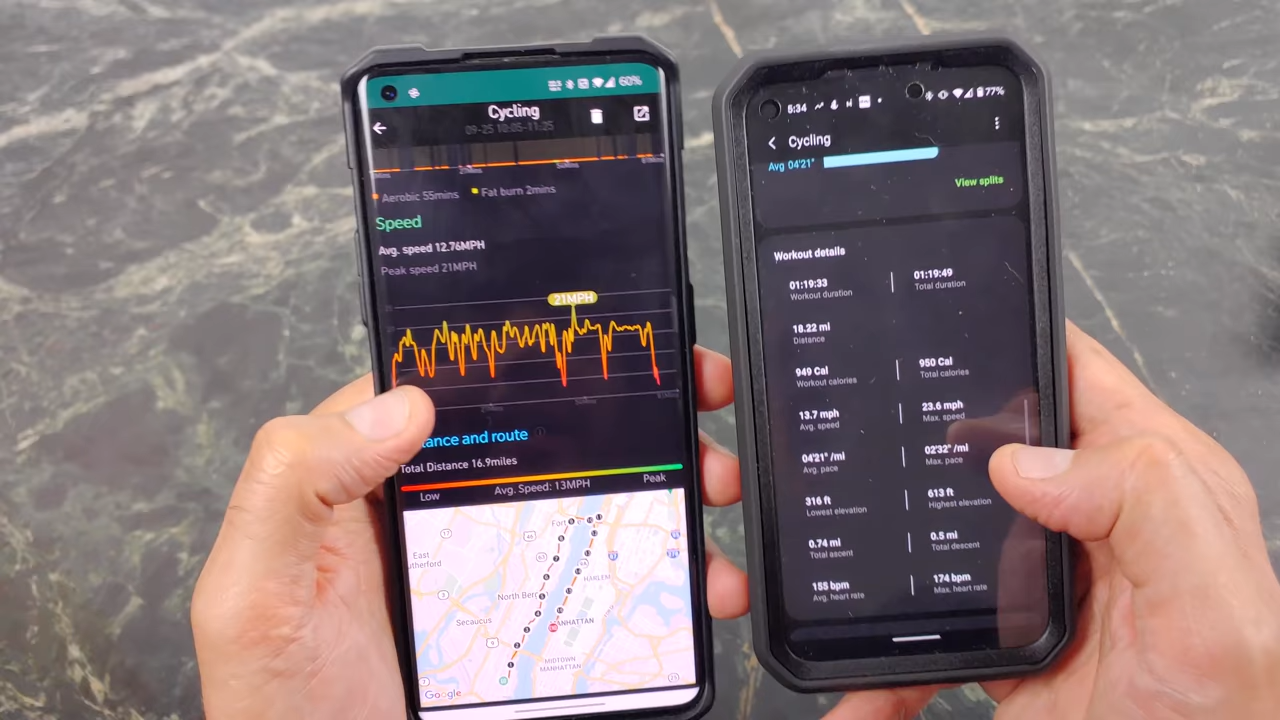 60%
Cycling
09-25 10:05-11:25
Aerobic 55mins
Fat burn 2mins
Speed
Avg. speed 12.76MPH
Peak speed 21MPH
21MPH
tance and route
Total Distance 16.9miles
Low
Avg. Speed: 13MPH
Peak
Fort
East
utherford
HARLEM
North Berg
Secaucus
MANHATTAN
MIDTOWN
MANHATTAN
Google
5:34
77%
Cycling
Avg 04'21"
View splits
Workout details
01:19:33
Workout duration
01:19:49
Total duration
18.22 mi
Distance
949 Cal
Workout calories
950 Cal
Total calories
13.7 mph
Avg. speed
23.6 mph
Max. speed
04'21" /mi
Avg. pace
02'32" /mi
Max. pace
316 ft
Lowest elevation
613 ft
Highest elevation
0.74 mi
Total ascent
0.5 mi
Total descent
155 bpm
Avg. heart rate
174 bpm
Max. heart rate